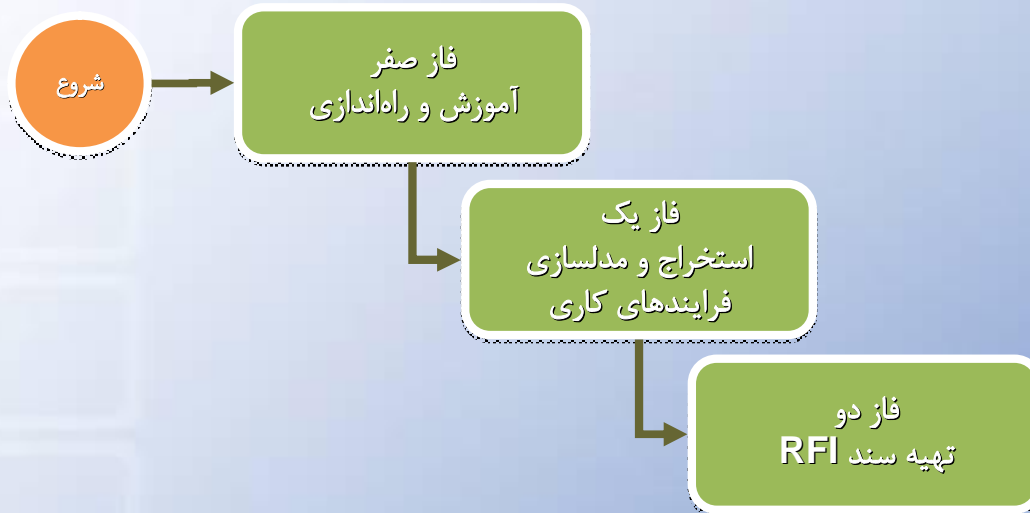 شروع
فاز صفر
آموزش و راه‌اندازی
فاز یک
استخراج و مدلسازی
فرایندهای کاری
فاز دو
تهیه سند RFI